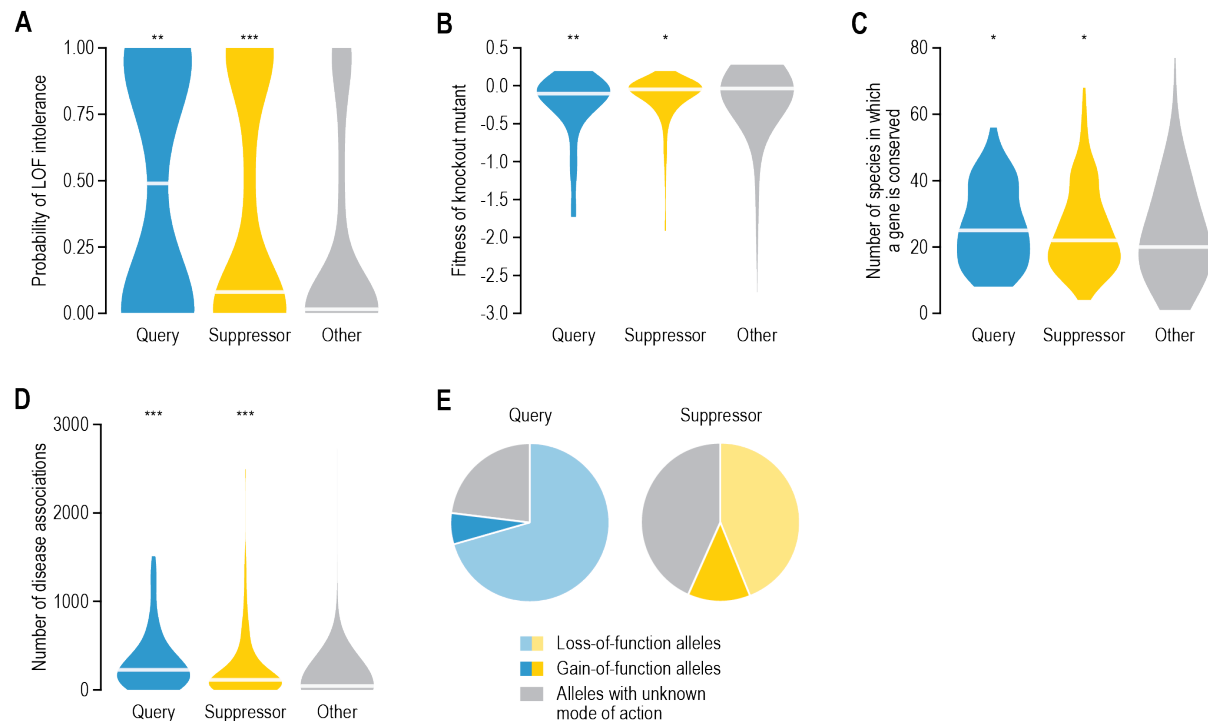 A
Probability of LOF intolerance
1.00
0.75
0.50
0.25
0.00
**
***
Query
Suppressor
Other
B
Fitness of knockout mutant
0.5
0.0
-0.5
-1.0
-1.5
-2.0
-2.5
-3.0
**
*
Query
Suppressor
Other
C
Number of species in which
a gene is conserved
80
60
40
20
0
*
*
Query
Suppressor
Other
D
Number of disease associations
3000
2000
1000
0
***
***
Query
Suppressor
Other
E
Query
Suppressor
Loss-of-function alleles
Gain-of-function alleles
Alleles with unknown
mode of action